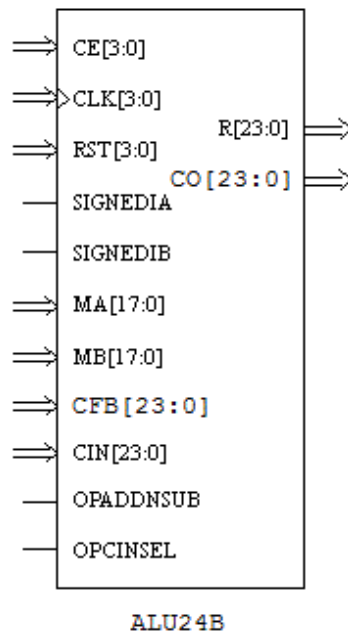 CE[3:0]
CLK[3:0]
R[23:0]
RST[3:0]
CO[23:0]
SIGNEDIA
SIGNEDIB
MA[17:0]
MB[17:0]
CFB[23:0]
CIN[23:0]
OPADDNSUB
OPCINSEL
ALU24B